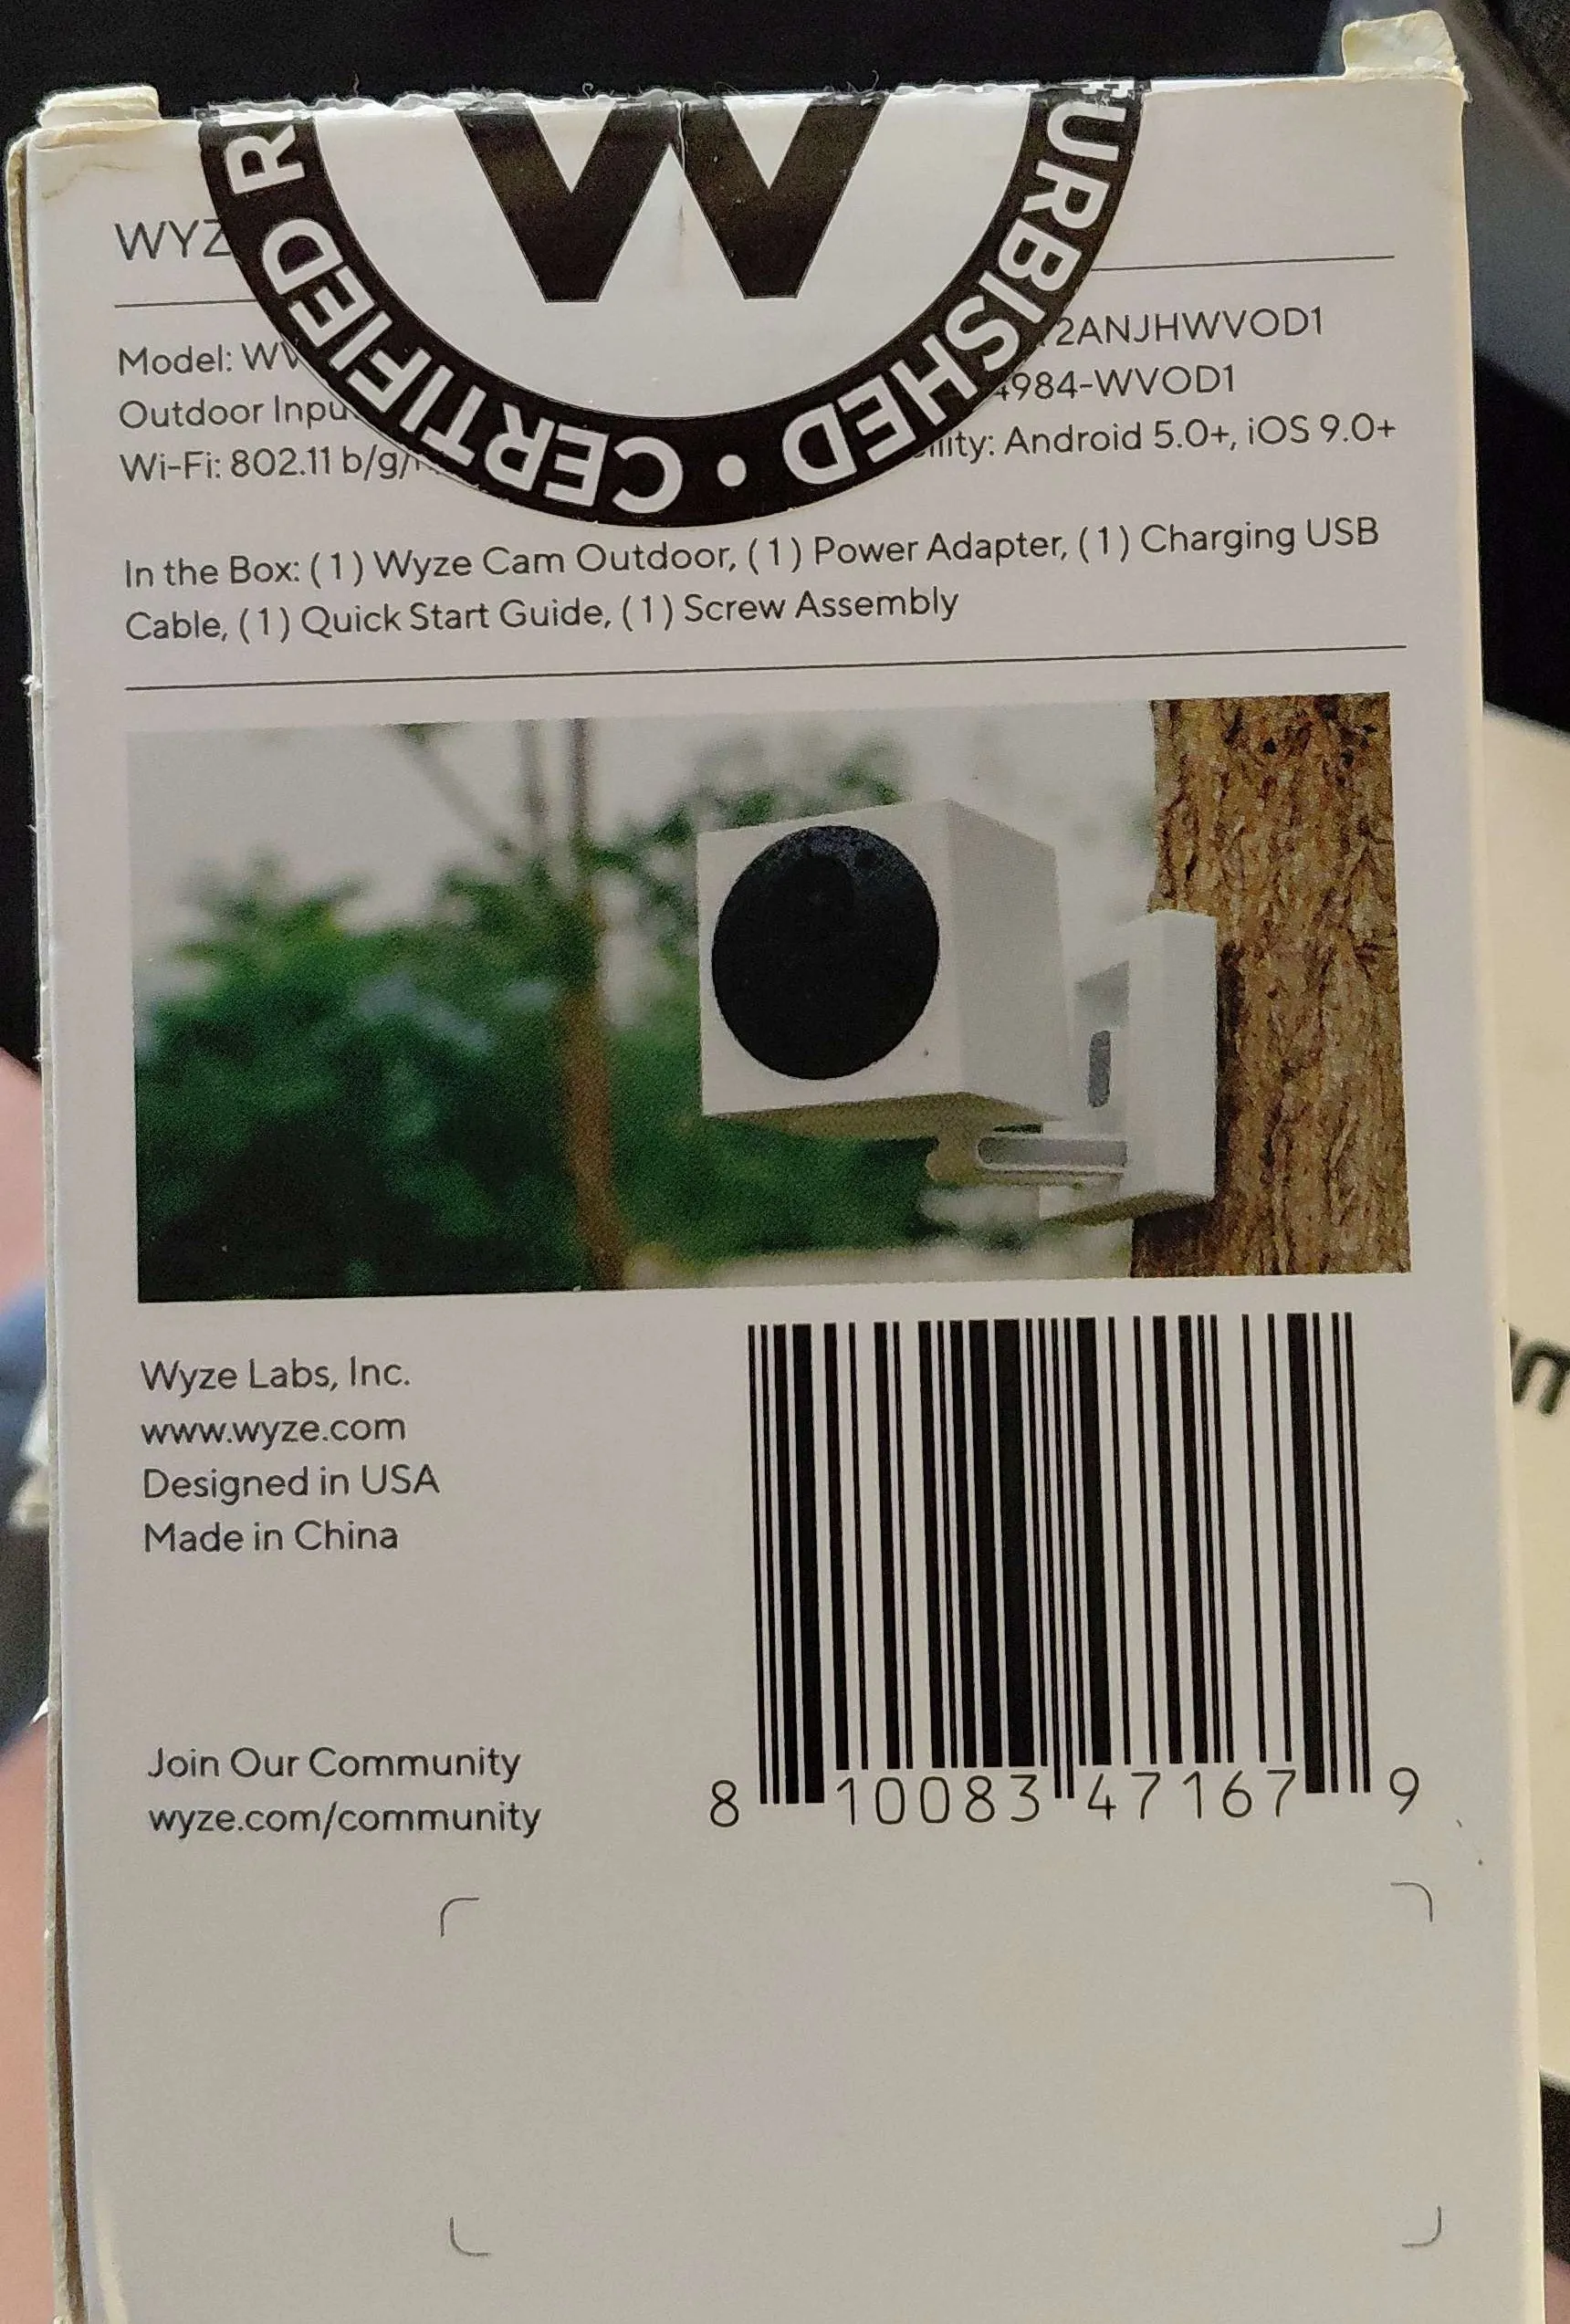 CERTIFIED R URBISHED
W
WYZ
Model: WV
2ANJHWVOD1
Outdoor Inpu
4984-WVOD1
Wi-Fi: 802.11 b/g/
ility: Android 5.0+, iOS 9.0+
In the Box: (1) Wyze Cam Outdoor, (1) Power Adapter, (1) Charging USB
Cable, (1) Quick Start Guide, (1) Screw Assembly
Wyze Labs, Inc.
www.wyze.com
Designed in USA
Made in China
Join Our Community
wyze.com/community
8 10083 47167 9